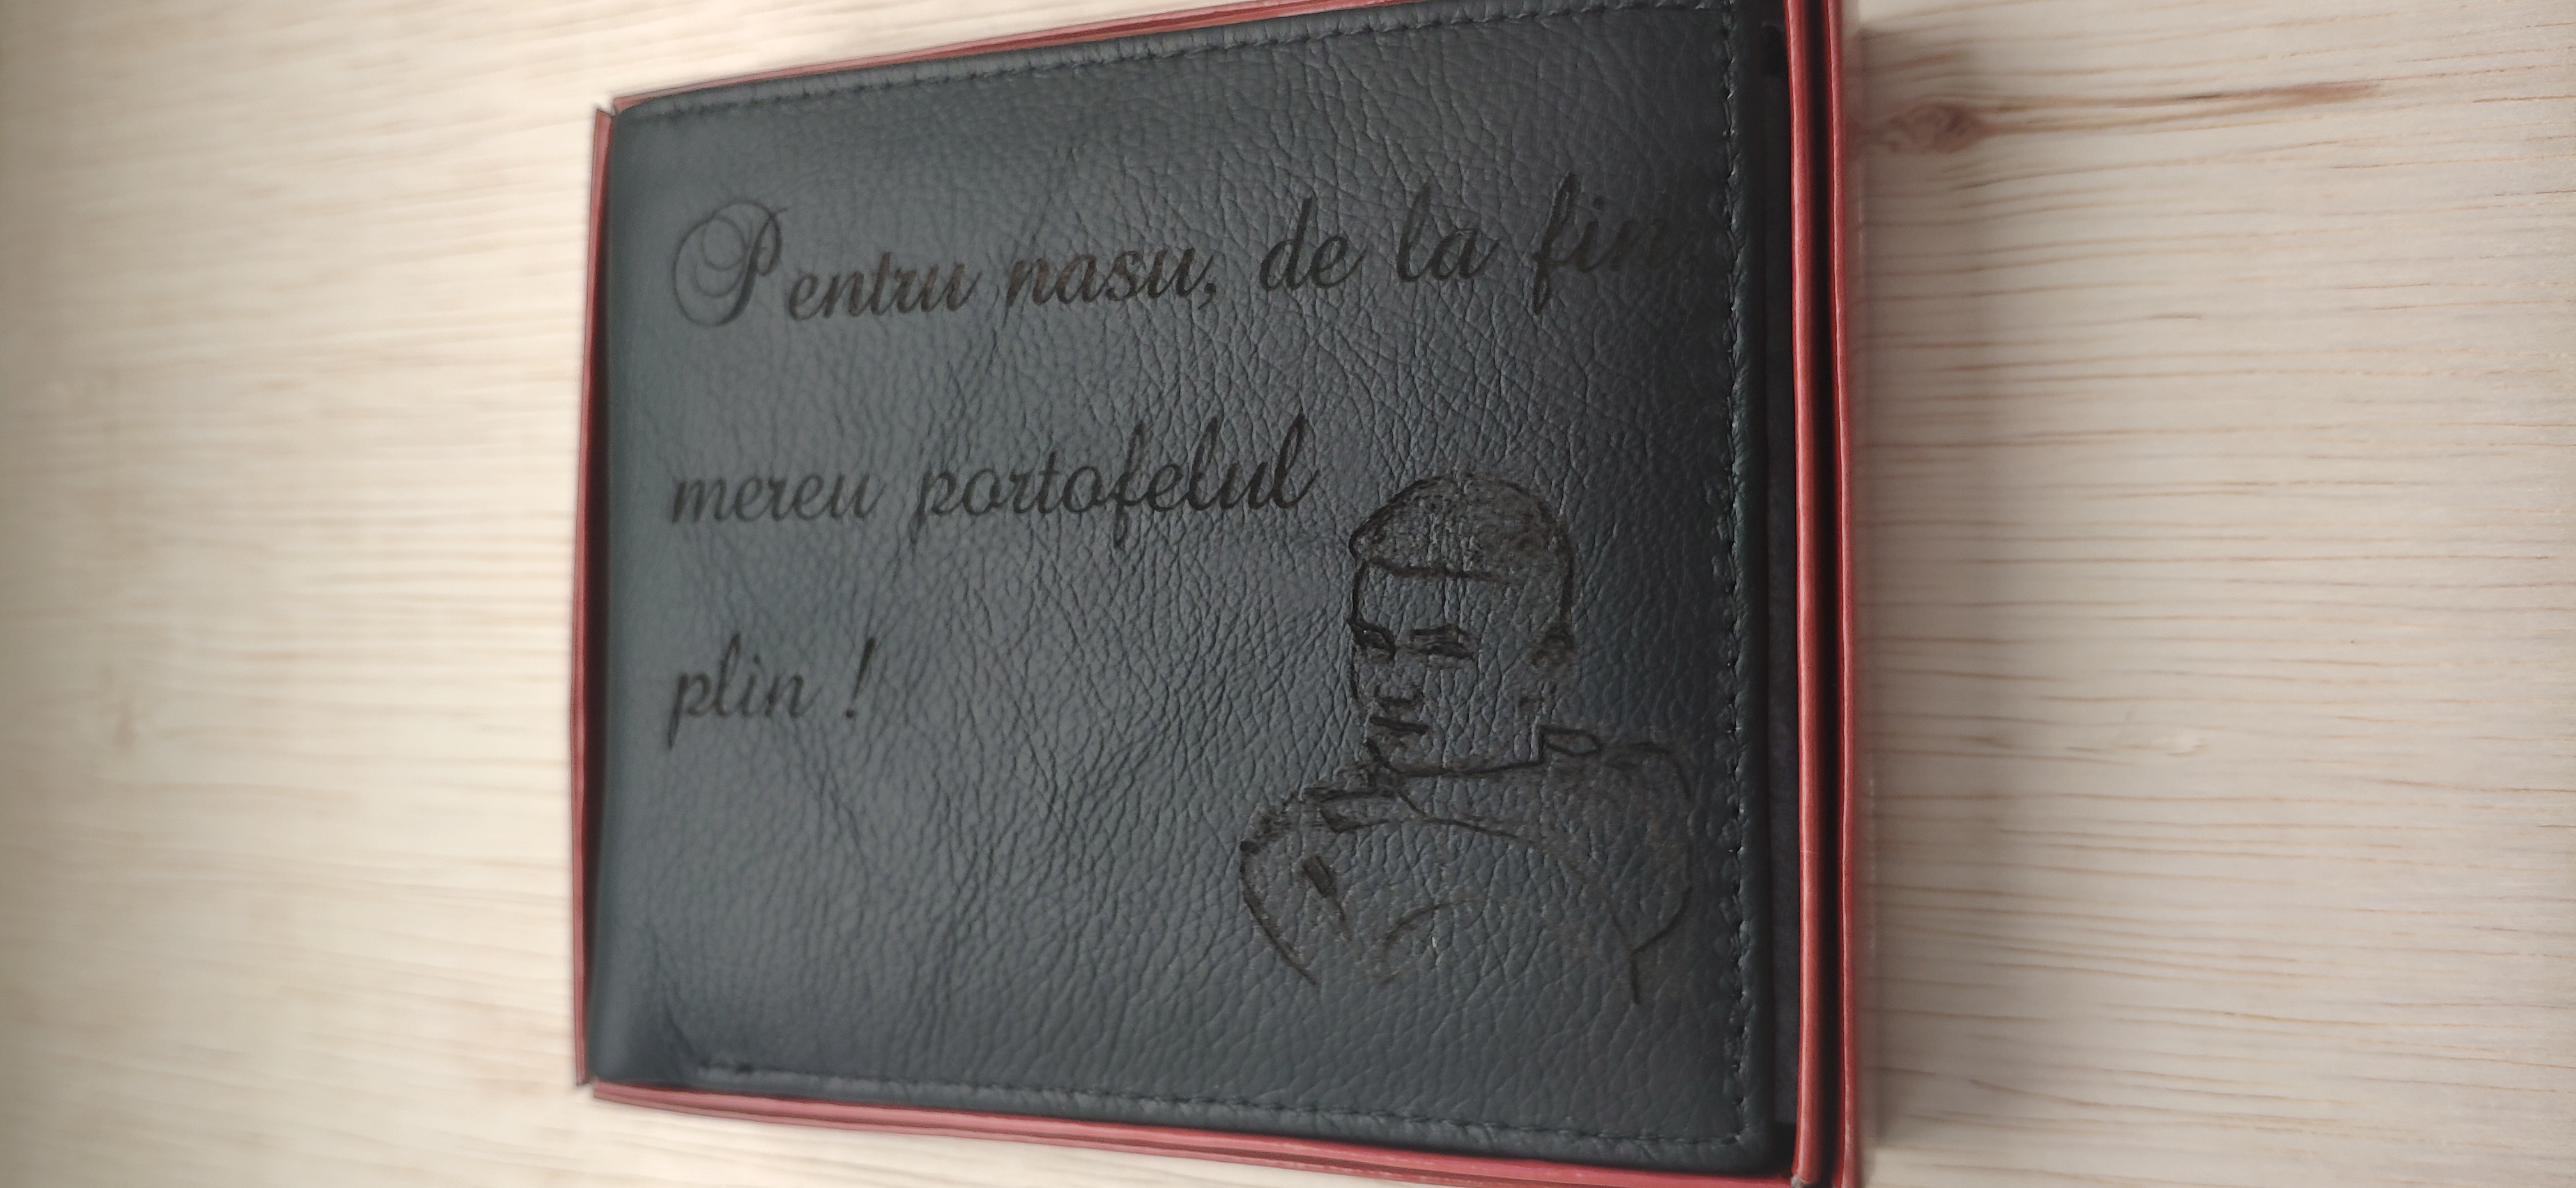 Pentru nasu, de la fin
mereu portofelul
plin !